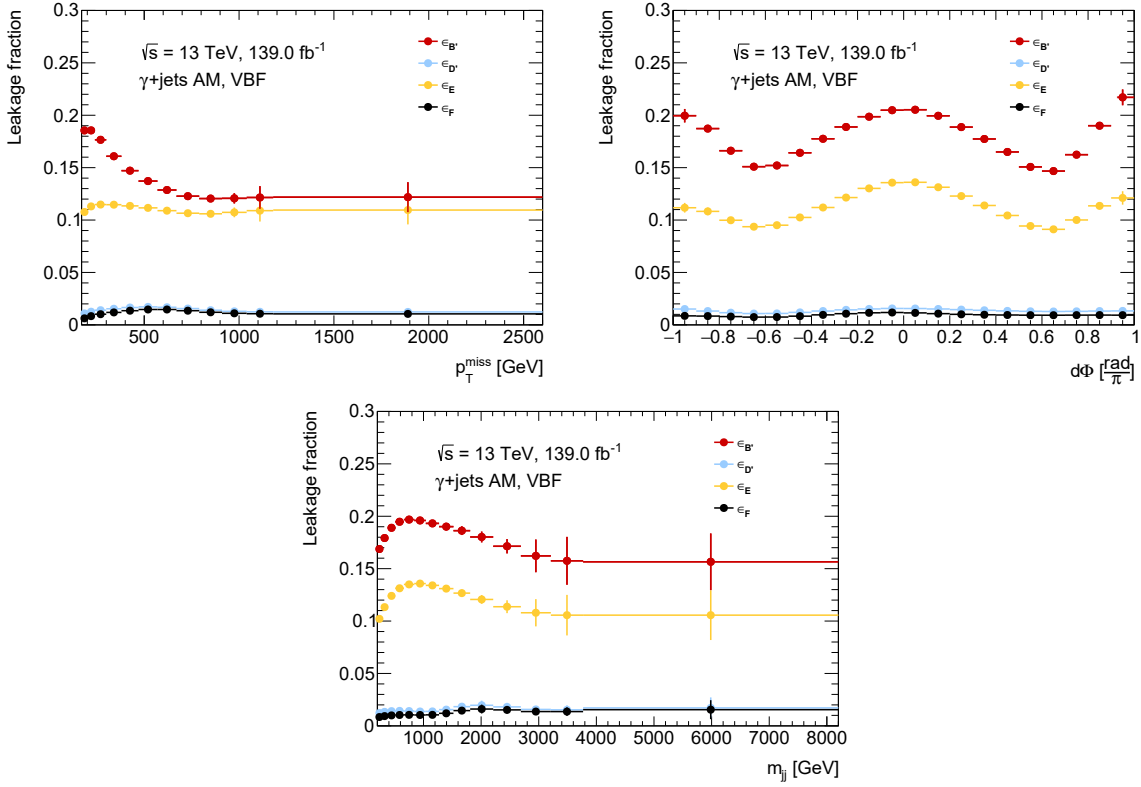 Leakage fraction
0.3
0.25
0.2
0.15
0.1
0.05
0
√s = 13 TeV, 139.0 fb⁻¹
γ+jets AM, VBF
ϵ_B'
ϵ_D'
ϵ_E
ϵ_F
500 1000 1500 2000 2500
p_T^miss [GeV]
Leakage fraction
0.3
0.25
0.2
0.15
0.1
0.05
0
√s = 13 TeV, 139.0 fb⁻¹
γ+jets AM, VBF
ϵ_B'
ϵ_D'
ϵ_E
ϵ_F
−1 −0.8 −0.6 −0.4 −0.2 0 0.2 0.4 0.6 0.8 1
dΦ [rad/π]
Leakage fraction
0.3
0.25
0.2
0.15
0.1
0.05
0
√s = 13 TeV, 139.0 fb⁻¹
γ+jets AM, VBF
ϵ_B'
ϵ_D'
ϵ_E
ϵ_F
1000 2000 3000 4000 5000 6000 7000 8000
m_jj [GeV]